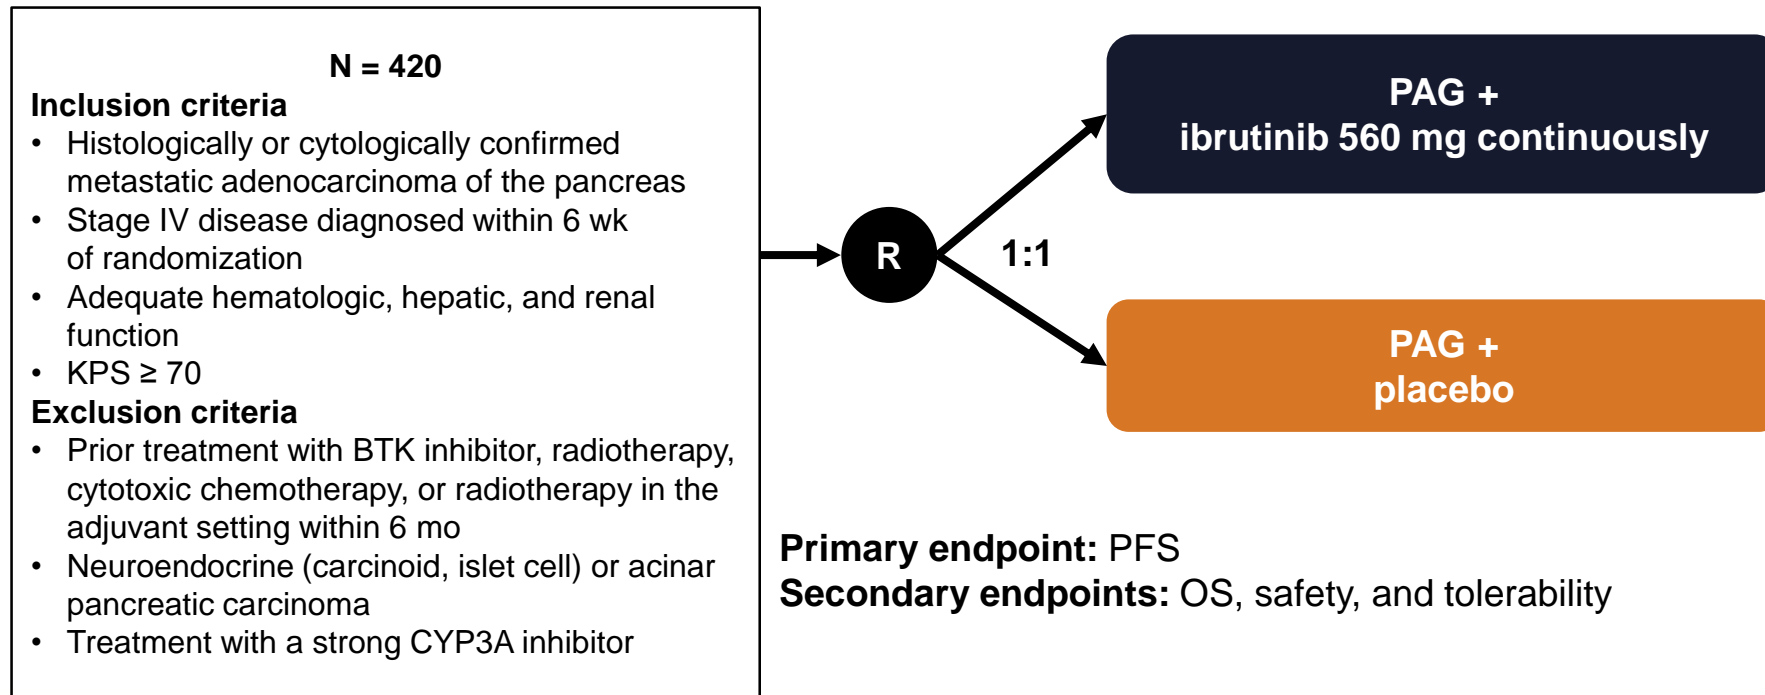 N = 420
Inclusion criteria
• Histologically or cytologically confirmed
metastatic adenocarcinoma of the pancreas
• Stage IV disease diagnosed within 6 wk
of randomization
• Adequate hematologic, hepatic, and renal
function
• KPS ≥ 70
Exclusion criteria
• Prior treatment with BTK inhibitor, radiotherapy,
cytotoxic chemotherapy, or radiotherapy in the
adjuvant setting within 6 mo
• Neuroendocrine (carcinoid, islet cell) or acinar
pancreatic carcinoma
• Treatment with a strong CYP3A inhibitor
R
1:1
PAG +
ibrutinib 560 mg continuously
PAG +
placebo
Primary endpoint: PFS
Secondary endpoints: OS, safety, and tolerability